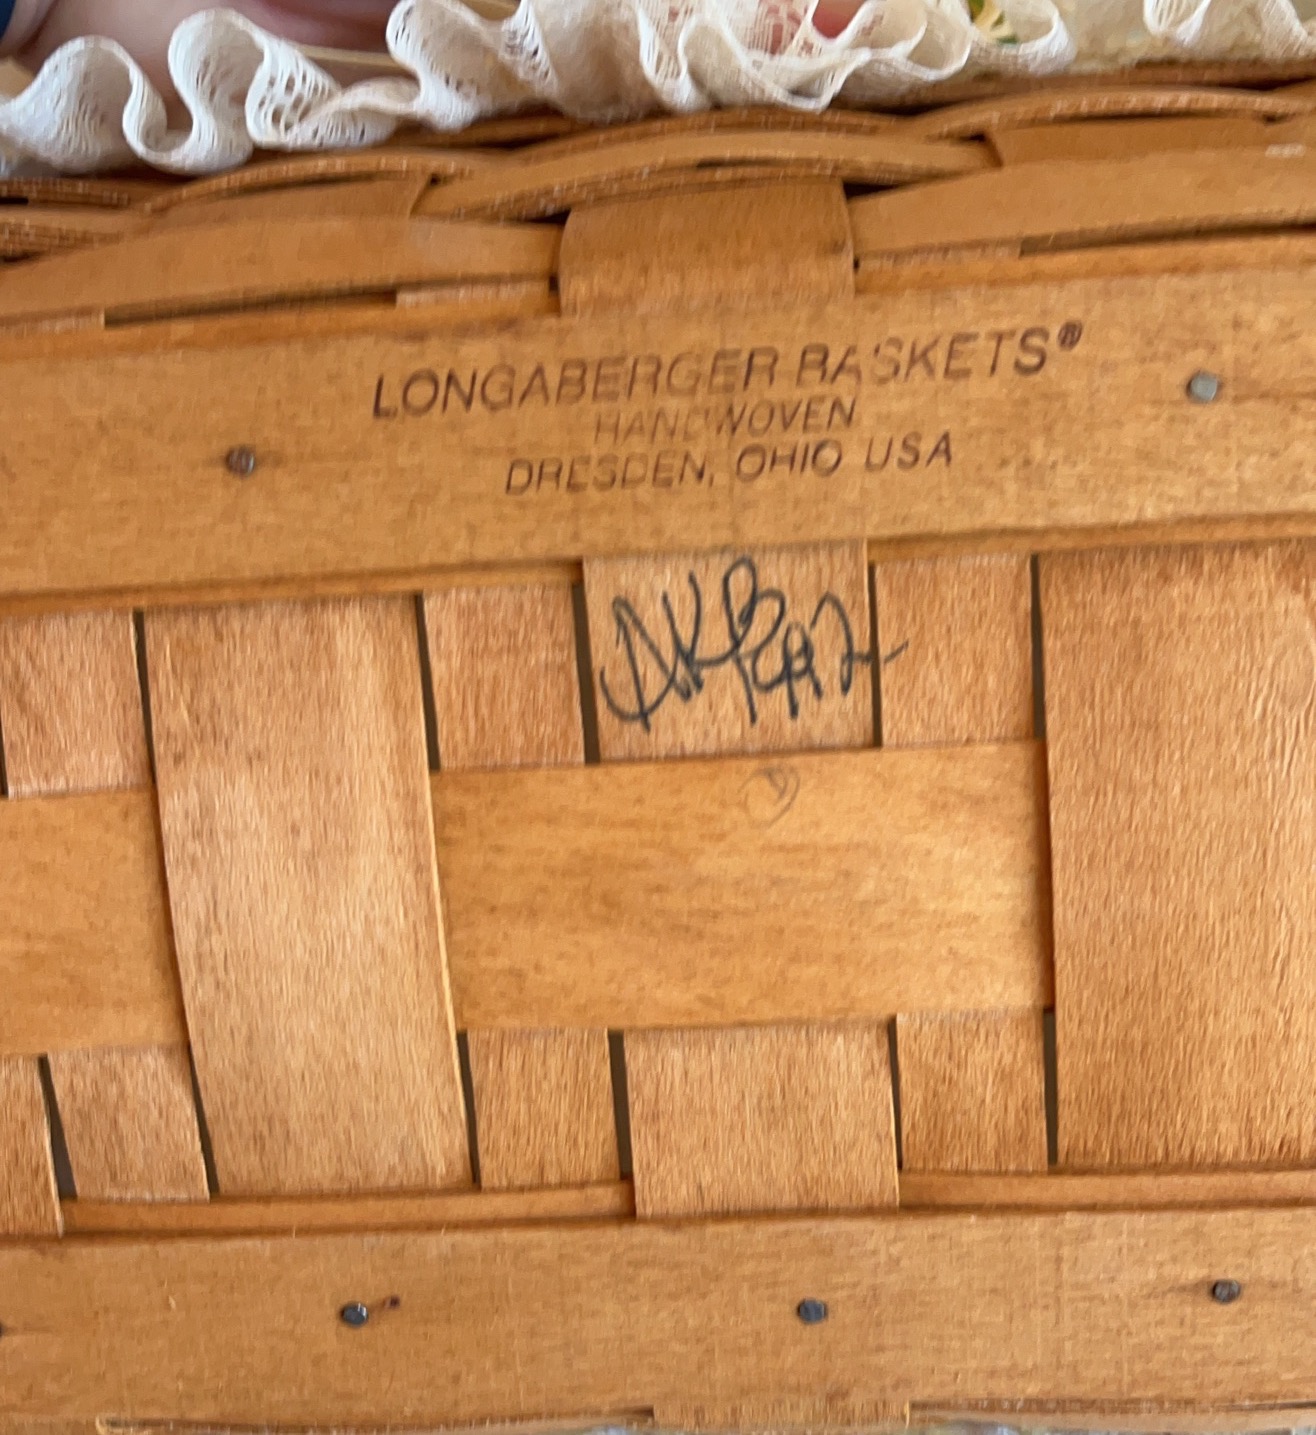 LONGABERGER BASKETS®
HANDWOVEN
DRESDEN, OHIO USA